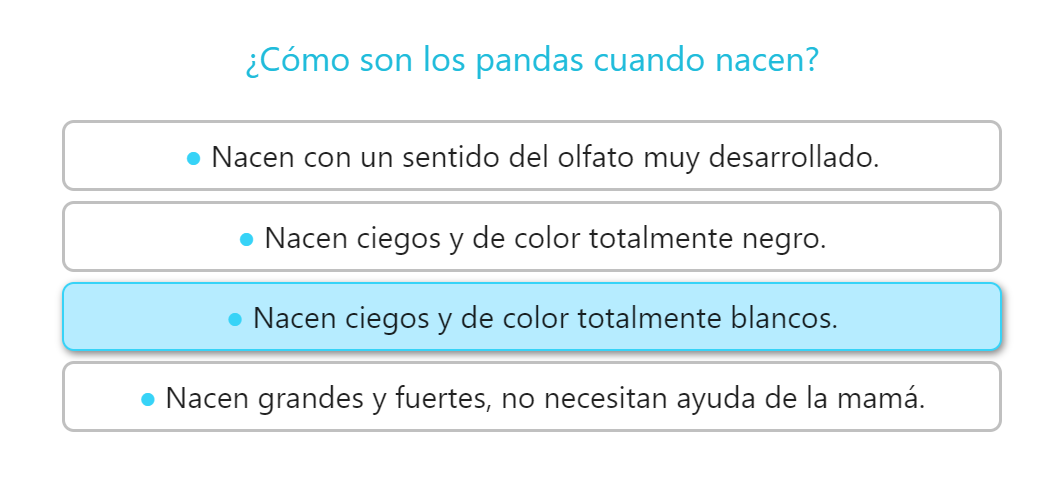 ¿Cómo son los pandas cuando nacen?
● Nacen con un sentido del olfato muy desarrollado.
● Nacen ciegos y de color totalmente negro.
● Nacen ciegos y de color totalmente blancos.
● Nacen grandes y fuertes, no necesitan ayuda de la mamá.